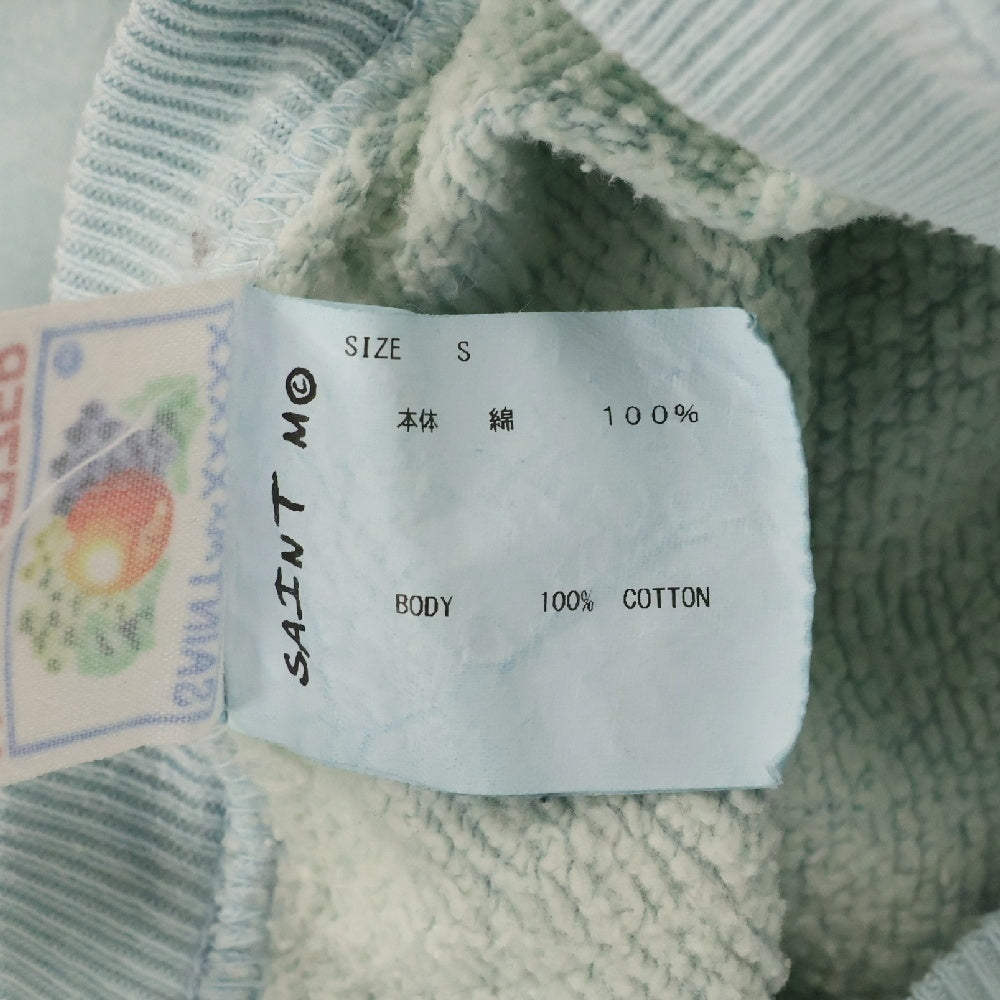 SIZE S
本体 綿 100%
BODY 100% COTTON
SAINT M©